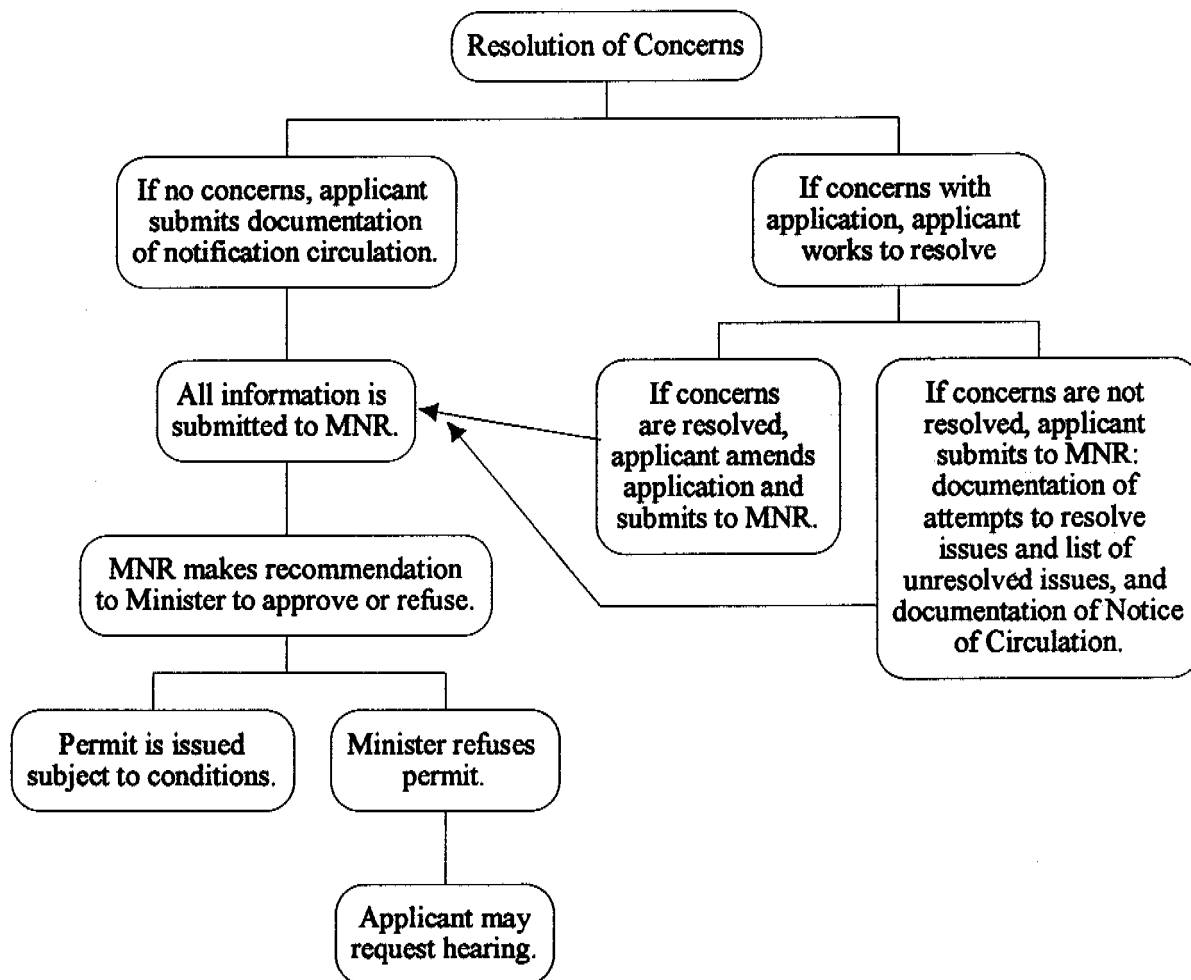 Resolution of Concerns
If no concerns, applicant
submits documentation
of notification circulation.
If concerns with
application, applicant
works to resolve
All information is
submitted to MNR.
If concerns
are resolved,
applicant amends
application and
submits to MNR.
If concerns are not
resolved, applicant
submits to MNR:
documentation of
attempts to resolve
issues and list of
unresolved issues, and
documentation of Notice
of Circulation.
MNR makes recommendation
to Minister to approve or refuse.
Permit is issued
subject to conditions.
Minister refuses
permit.
Applicant may
request hearing.